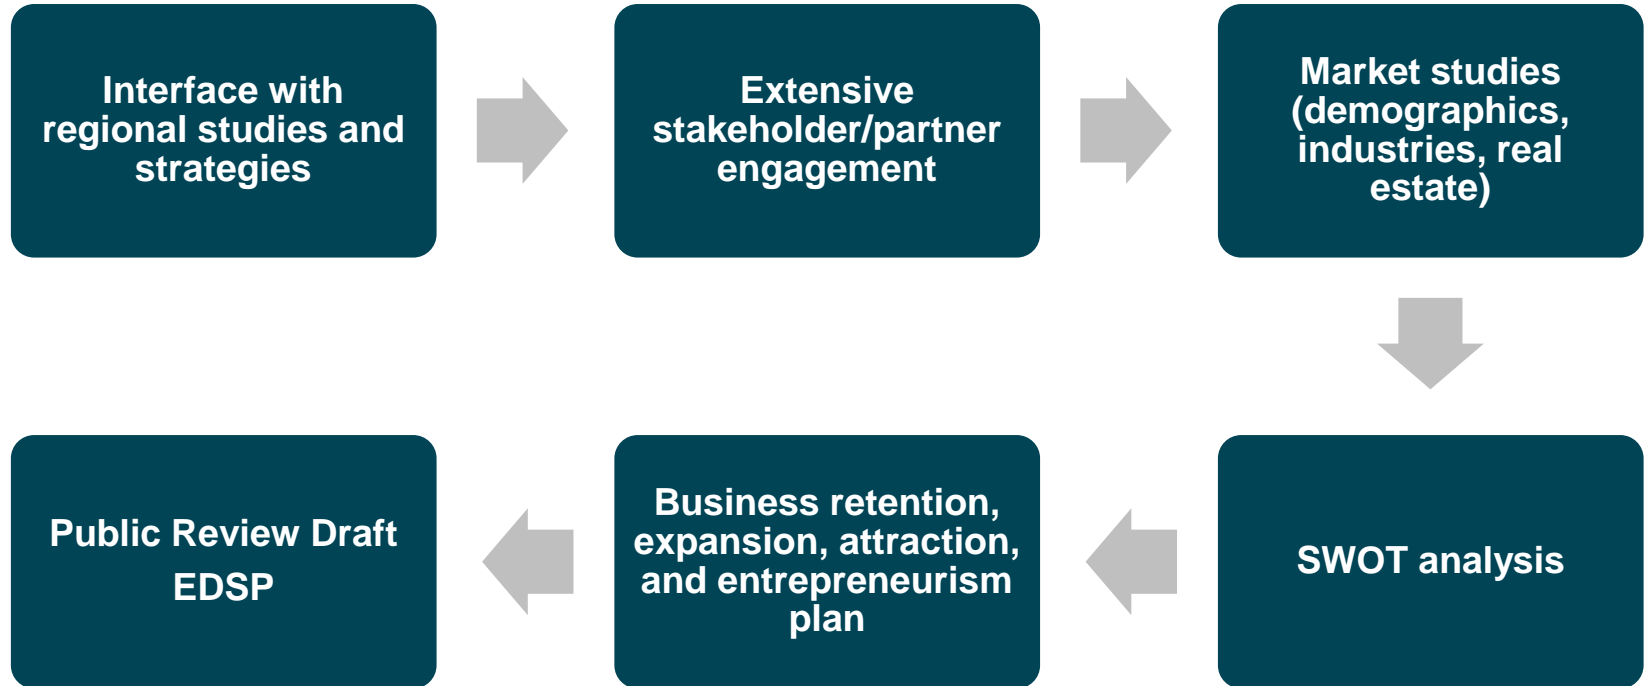 Interface with
regional studies and
strategies
Extensive
stakeholder/partner
engagement
Market studies
(demographics,
industries, real
estate)
SWOT analysis
Business retention,
expansion, attraction,
and entrepreneurism
plan
Public Review Draft
EDSP